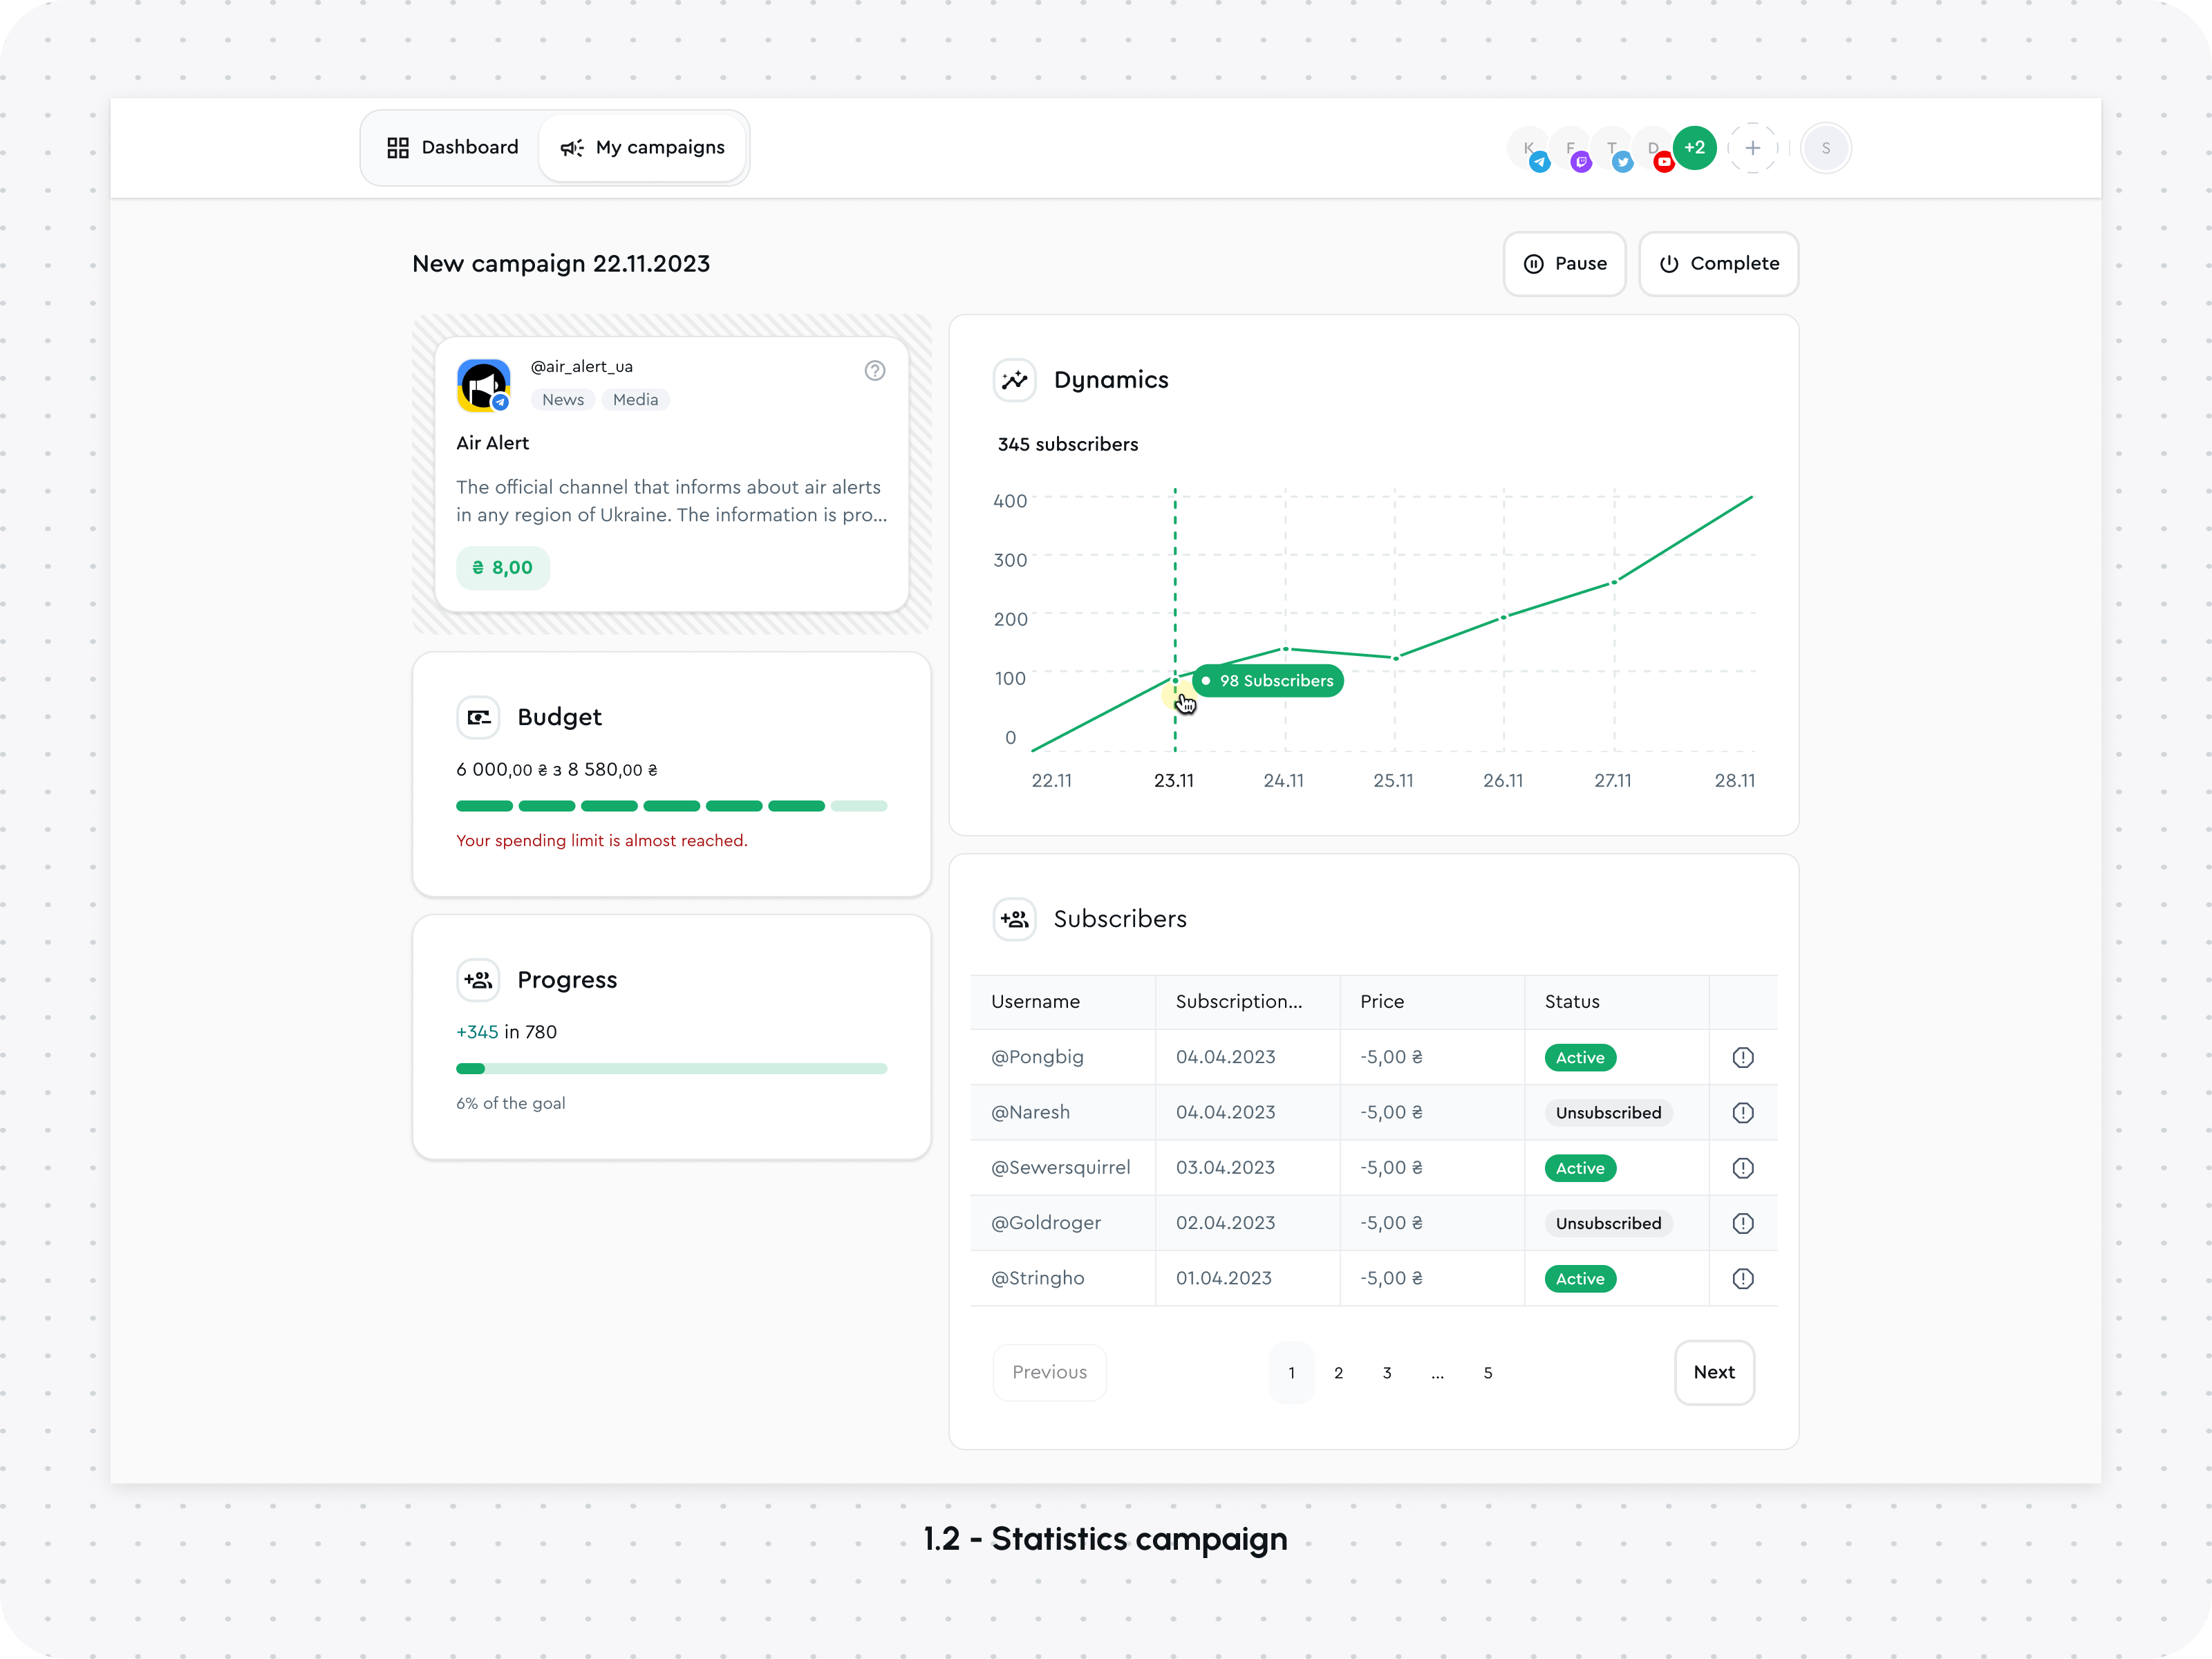 Dashboard
My campaigns
K
F
T
D
+2
S
New campaign 22.11.2023
Pause
Complete
@air_alert_ua
News
Media
Air Alert
The official channel that informs about air alerts
in any region of Ukraine. The information is pro...
₴ 8,00
Budget
6 000,00 ₴ з 8 580,00 ₴
Your spending limit is almost reached.
Progress
+345 in 780
6% of the goal
Dynamics
345 subscribers
400
300
200
100
0
98 Subscribers
22.11
23.11
24.11
25.11
26.11
27.11
28.11
Subscribers
Username Subscription... Price Status
@Pongbig 04.04.2023 -5,00 ₴ Active
@Naresh 04.04.2023 -5,00 ₴ Unsubscribed
@Sewersquirrel 03.04.2023 -5,00 ₴ Active
@Goldroger 02.04.2023 -5,00 ₴ Unsubscribed
@Stringho 01.04.2023 -5,00 ₴ Active
Previous
1 2 3 ... 5
Next
1.2 - Statistics campaign